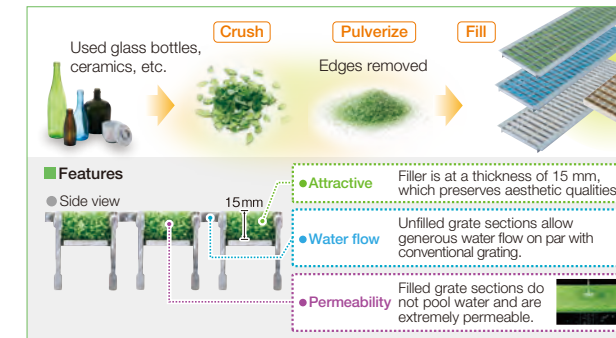 Used glass bottles,
ceramics, etc.
Crush
Pulverize
Edges removed
Fill
Features
Side view
15mm
Attractive
Filler is at a thickness of 15 mm,
which preserves aesthetic qualities
Water flow
Unfilled grate sections allow
generous water flow on par with
conventional grating.
Permeability
Filled grate sections do
not pool water and are
extremely permeable.